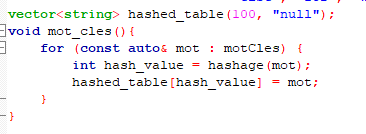 vector<string> hashed_table(100, "null");
void mot_cles(){
    for (const auto& mot : motCles) {
        int hash_value = hashage(mot);
        hashed_table[hash_value] = mot;
    }
}